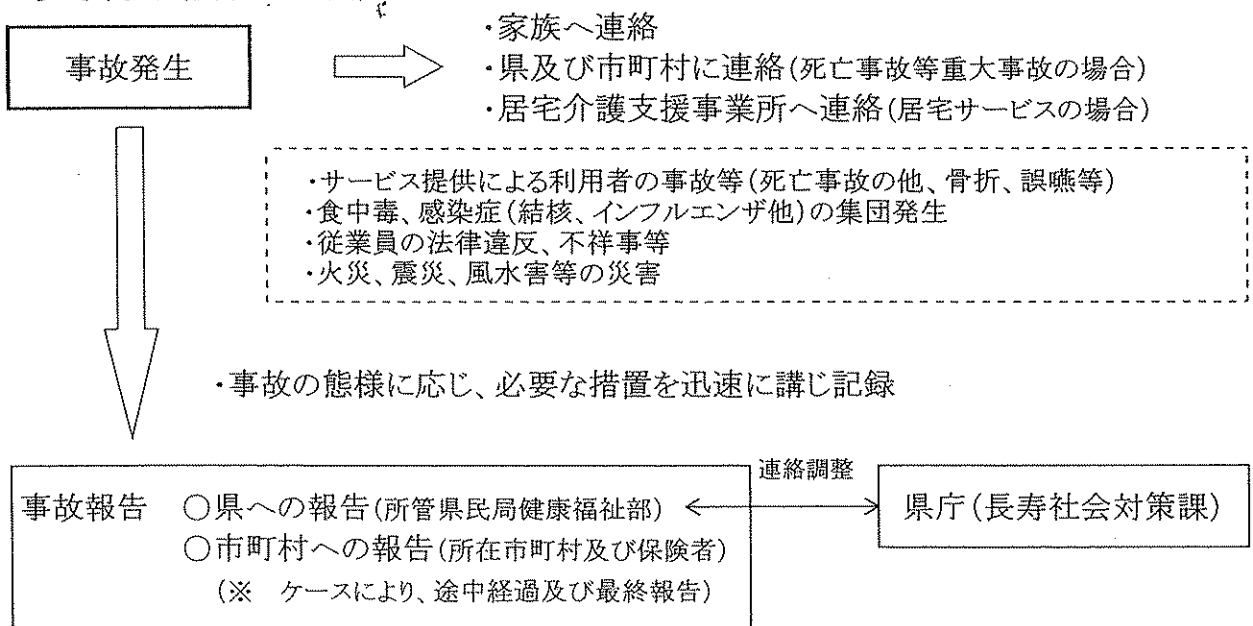 事故発生
・家族へ連絡
・県及び市町村に連絡(死亡事故等重大事故の場合)
・居宅介護支援事業所へ連絡(居宅サービスの場合)
・サービス提供による利用者の事故等(死亡事故の他、骨折、誤嚥等)
・食中毒、感染症(結核、インフルエンザ他)の集団発生
・従業員の法律違反、不祥事等
・火災、震災、風水害等の災害
・事故の態様に応じ、必要な措置を迅速に講じ記録
事故報告 ○県への報告(所管県民局健康福祉部)
○市町村への報告(所在市町村及び保険者)
(※ ケースにより、途中経過及び最終報告)
連絡調整
県庁(長寿社会対策課)